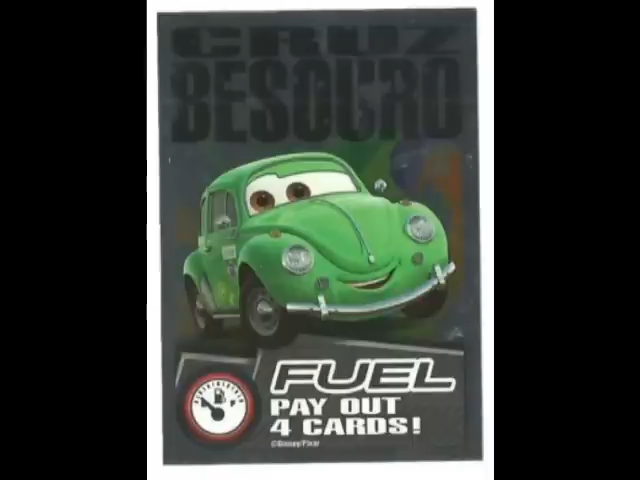 CRUZ
BESOURO
FUEL
PAY OUT
4 CARDS!
©Disney/Pixar